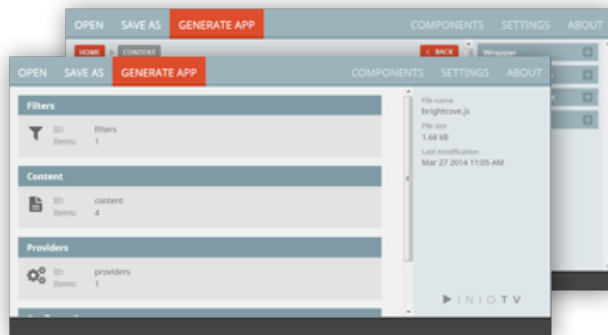 OPEN SAVE AS GENERATE APP COMPONENTS SETTINGS ABOUT
HOME > CONTENT < BACK Wrapper
OPEN SAVE AS GENERATE APP COMPONENTS SETTINGS ABOUT
Filters
ID: filters
Items: 1
Content
ID: content
Items: 4
Providers
ID: providers
Items: 1
File name
brightcove.js
File size
1.68 kB
Last modification
Mar 27 2014 11:05 AM
INIOTV